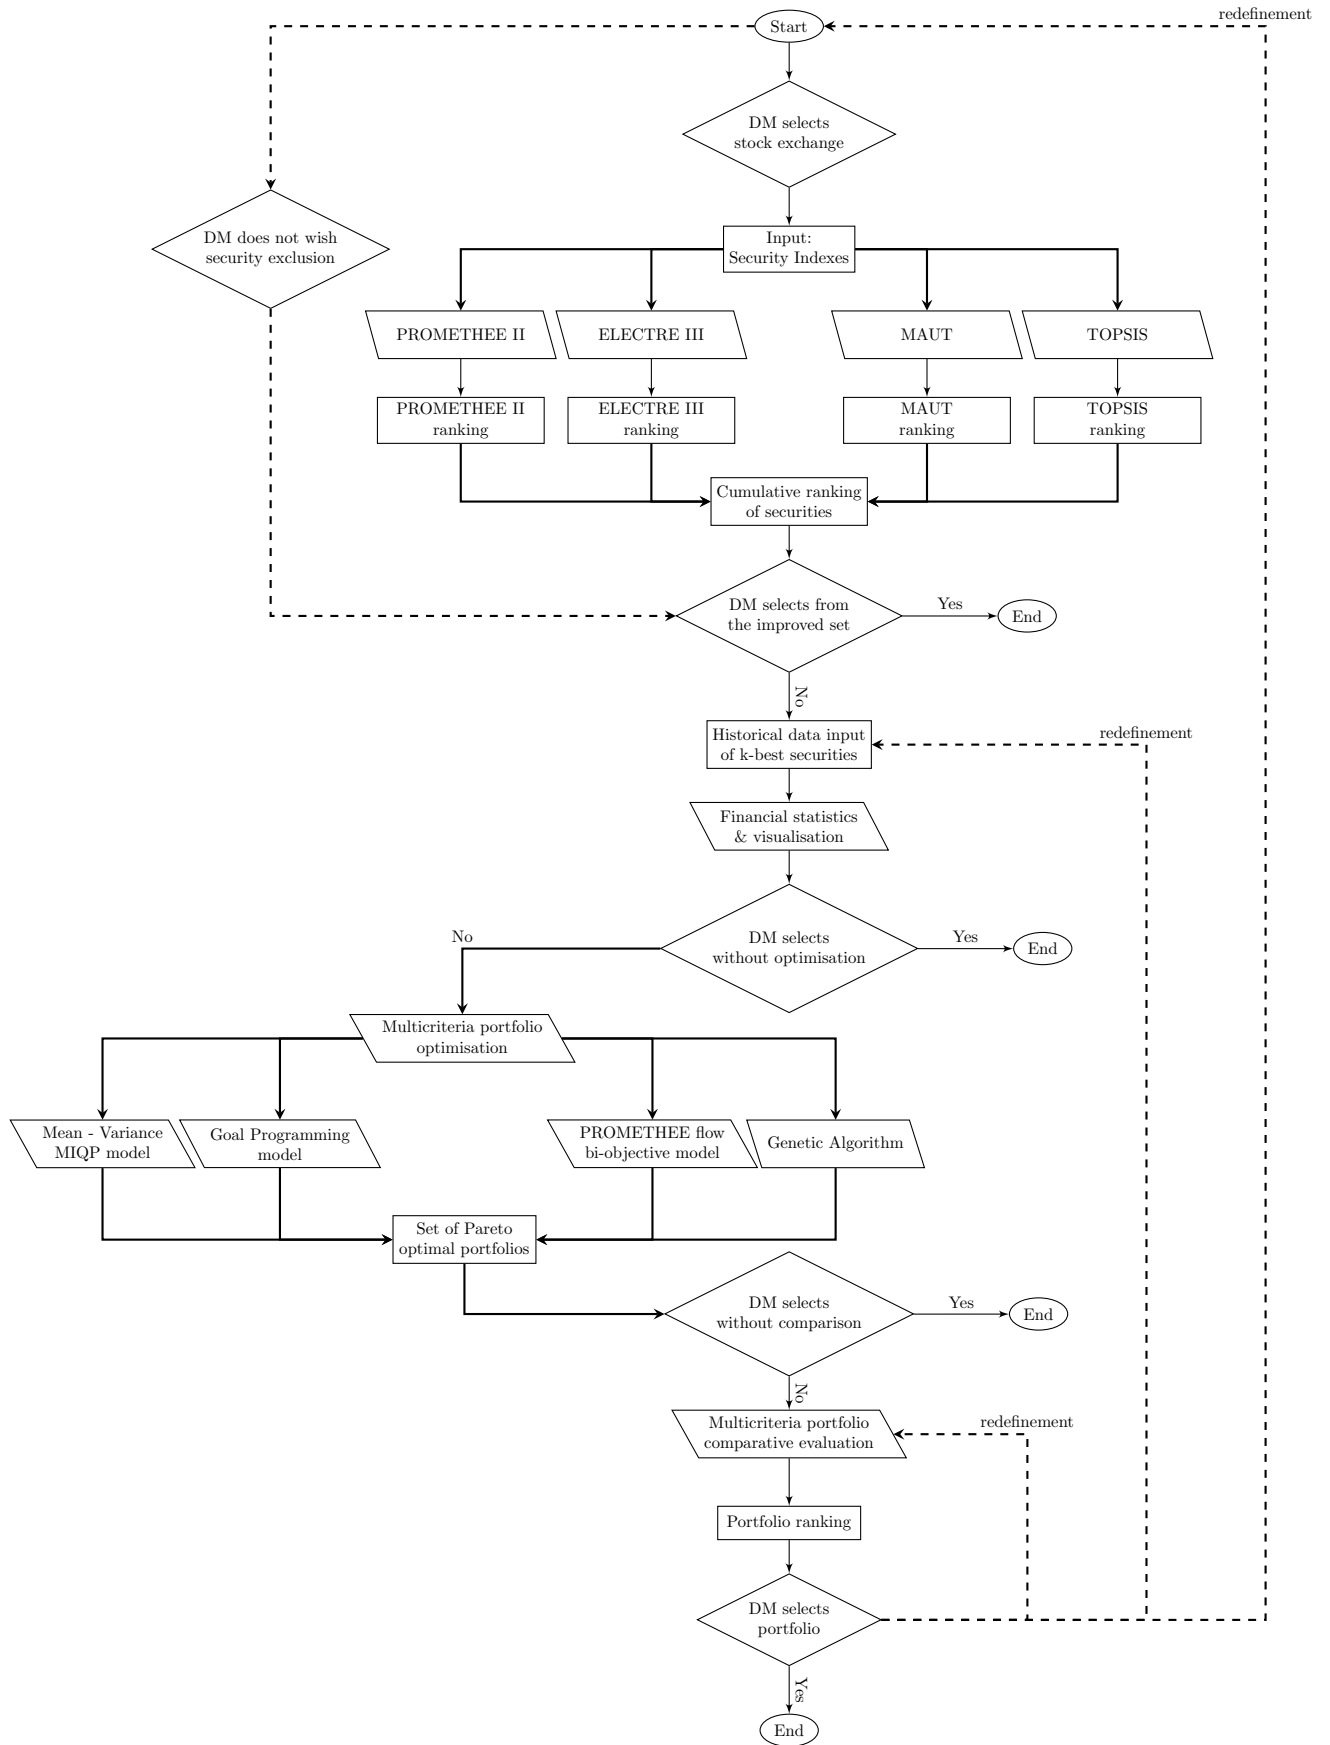 redefinement
Start
DM selects
stock exchange
DM does not wish
security exclusion
Input:
Security Indexes
PROMETHEE II
ELECTRE III
MAUT
TOPSIS
PROMETHEE II
ranking
ELECTRE III
ranking
MAUT
ranking
TOPSIS
ranking
Cumulative ranking
of securities
DM selects from
the improved set
Yes
End
No
Historical data input
of k-best securities
redefinement
Financial statistics
& visualisation
DM selects
without optimisation
No
Yes
End
Multicriteria portfolio
optimisation
Mean - Variance
MIQP model
Goal Programming
model
PROMETHEE flow
bi-objective model
Genetic Algorithm
Set of Pareto
optimal portfolios
DM selects
without comparison
Yes
End
No
Multicriteria portfolio
comparative evaluation
redefinement
Portfolio ranking
DM selects
portfolio
Yes
End